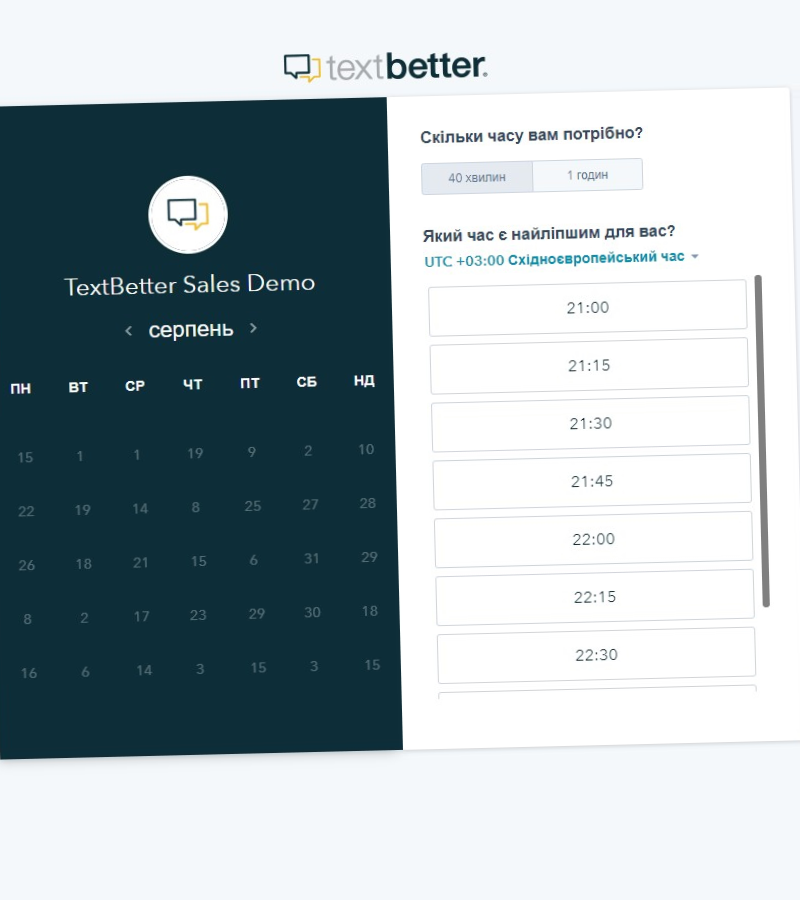 textbetter.
TextBetter Sales Demo
серпень
ПН ВТ СР ЧТ ПТ СБ НД
15 1 1 19 9 2 10
22 19 14 8 25 27 28
26 18 21 15 6 31 29
8 2 17 23 29 30 18
16 6 14 3 15 3 15
Скільки часу вам потрібно?
40 хвилин 1 годин
Який час є найліпшим для вас?
UTC +03:00 Східноєвропейський час
21:00
21:15
21:30
21:45
22:00
22:15
22:30